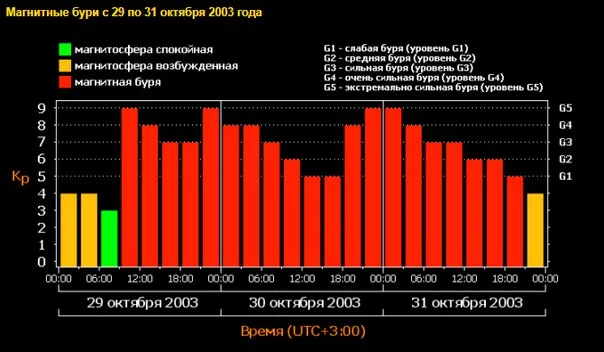 Магнитные бури с 29 по 31 октября 2003 года
магнитосфера спокойная
магнитосфера возбужденная
магнитная буря
G1 - слабая буря (уровень G1)
G2 - средняя буря (уровень G2)
G3 - сильная буря (уровень G3)
G4 - очень сильная буря (уровень G4)
G5 - экстремально сильная буря (уровень G5)
9 G5
8 G4
7 G3
6 G2
5 G1
Kp
4
3
2
1
0
00:00 06:00 12:00 18:00 00:00 06:00 12:00 18:00 00:00 06:00 12:00 18:00 00:00
29 октября 2003 30 октября 2003 31 октября 2003
Время (UTC+3:00)